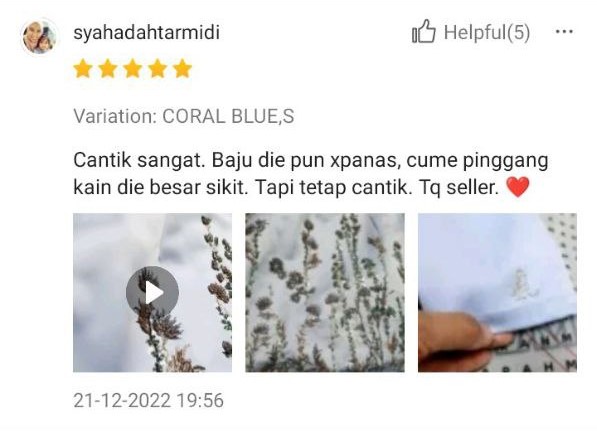 syahadahtarmidi
Helpful(5)
Variation: CORAL BLUE,S
Cantik sangat. Baju die pun xpanas, cume pinggang
kain die besar sikit. Tapi tetap cantik. Tq seller. ❤️
21-12-2022 19:56